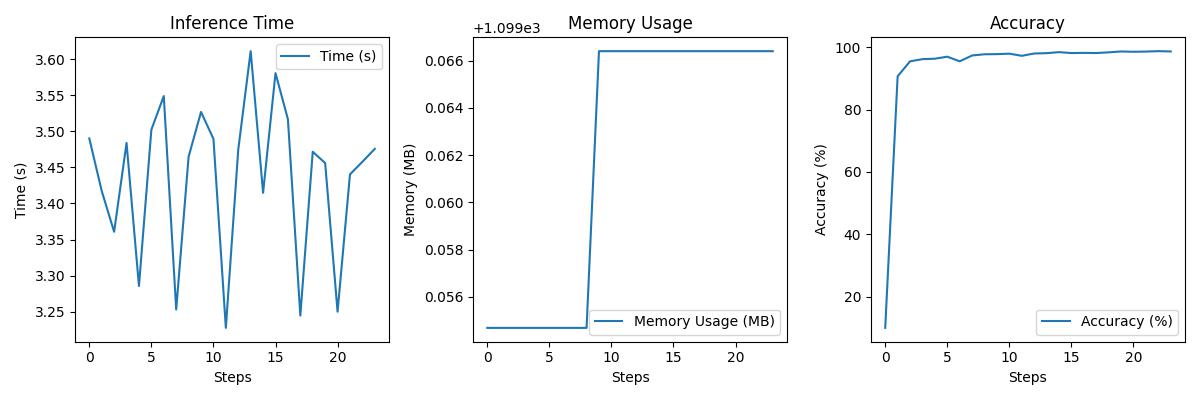 Inference Time
Time (s)
3.60
3.55
3.50
3.45
3.40
3.35
3.30
3.25
Time (s)
0 5 10 15 20
Steps
+1.099e3
Memory Usage
0.066
0.064
0.062
0.060
0.058
0.056
Memory (MB)
Memory Usage (MB)
0 5 10 15 20
Steps
Accuracy
100
80
60
40
20
Accuracy (%)
Accuracy (%)
0 5 10 15 20
Steps